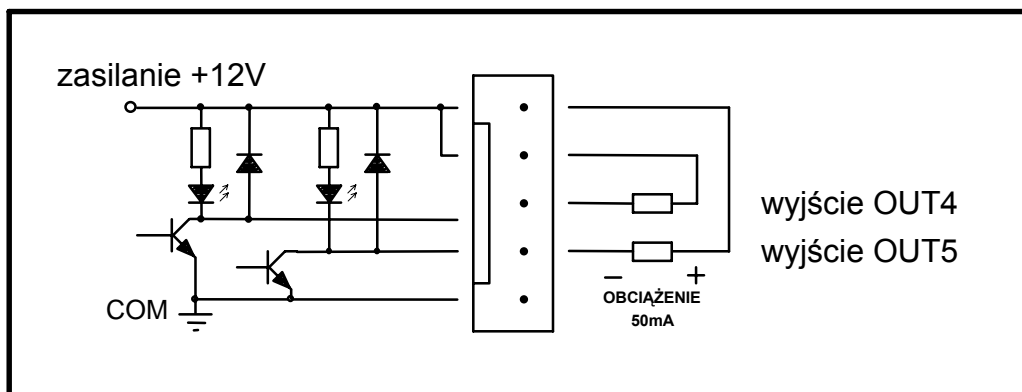 zasilanie +12V
wyjście OUT4
wyjście OUT5
− +
OBCIĄŻENIE
50mA
COM